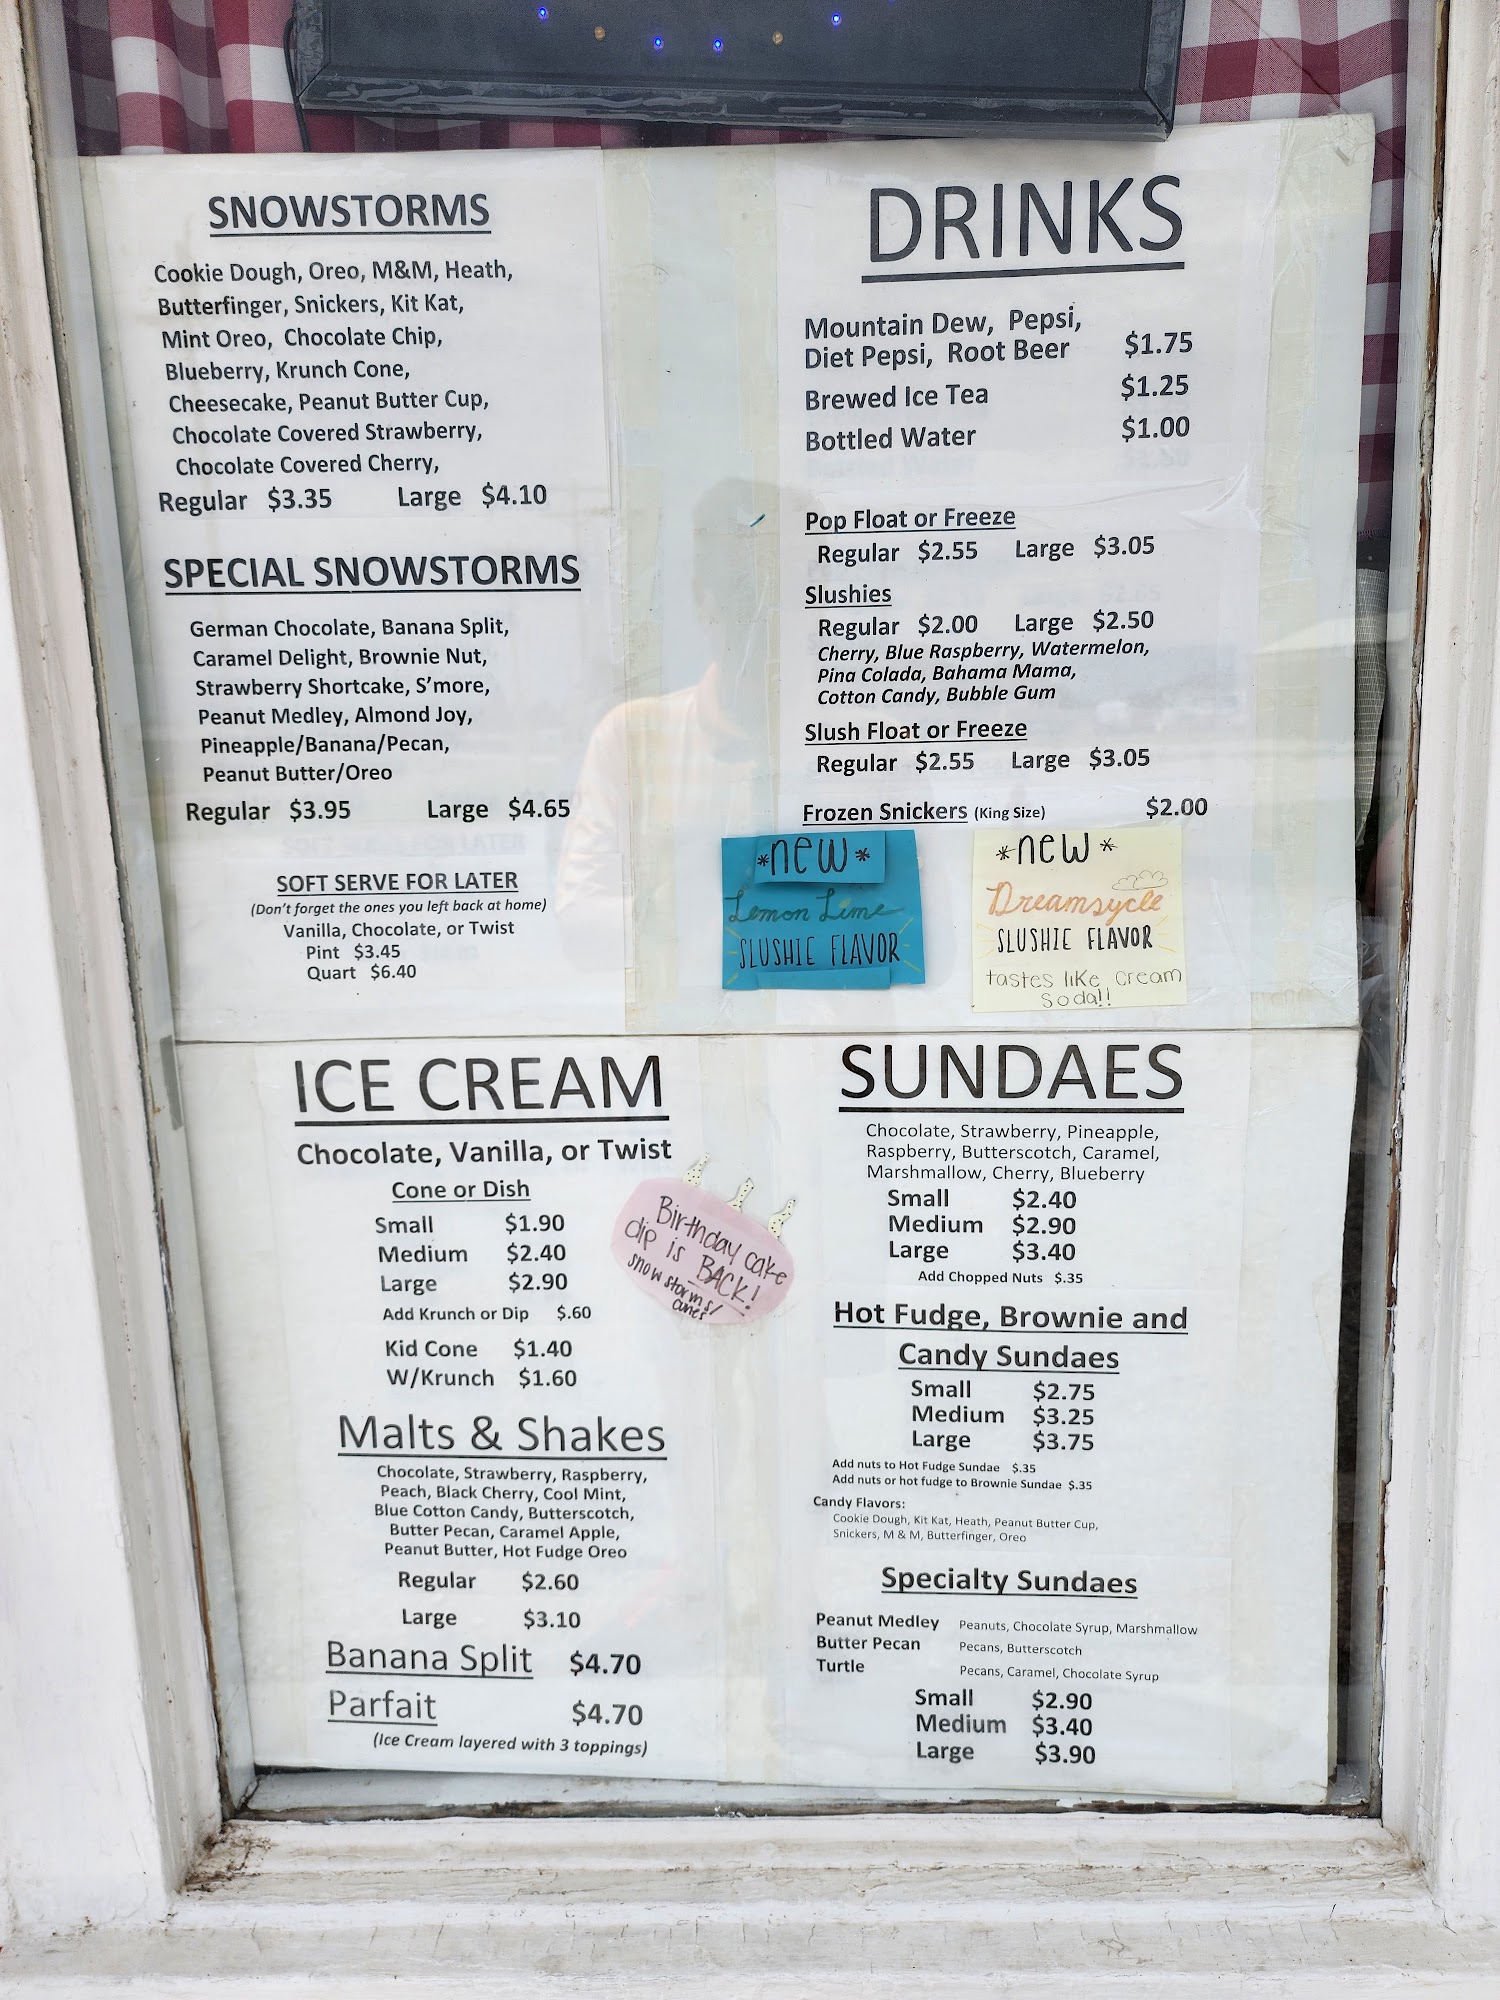 SNOWSTORMS
Cookie Dough, Oreo, M&M, Heath,
Butterfinger, Snickers, Kit Kat,
Mint Oreo, Chocolate Chip,
Blueberry, Krunch Cone,
Cheesecake, Peanut Butter Cup,
Chocolate Covered Strawberry,
Chocolate Covered Cherry,
Regular $3.35 Large $4.10
SPECIAL SNOWSTORMS
German Chocolate, Banana Split,
Caramel Delight, Brownie Nut,
Strawberry Shortcake, S'more,
Peanut Medley, Almond Joy,
Pineapple/Banana/Pecan,
Peanut Butter/Oreo
Regular $3.95 Large $4.65
SOFT SERVE FOR LATER
(Don't forget the ones you left back at home)
Vanilla, Chocolate, or Twist
Pint $3.45
Quart $6.40
DRINKS
Mountain Dew, Pepsi,
Diet Pepsi, Root Beer $1.75
Brewed Ice Tea $1.25
Bottled Water $1.00
Pop Float or Freeze
Regular $2.55 Large $3.05
Slushies
Regular $2.00 Large $2.50
Cherry, Blue Raspberry, Watermelon,
Pina Colada, Bahama Mama,
Cotton Candy, Bubble Gum
Slush Float or Freeze
Regular $2.55 Large $3.05
Frozen Snickers (King Size) $2.00
*new*
Lemon Lime
SLUSHIE FLAVOR
*new*
Dreamsycle
SLUSHIE FLAVOR
tastes like cream
soda!!
ICE CREAM
Chocolate, Vanilla, or Twist
Cone or Dish
Small $1.90
Medium $2.40
Large $2.90
Add Krunch or Dip $.60
Kid Cone $1.40
W/Krunch $1.60
Birthday cake
dip is BACK!
snowstorms/
cones
Malts & Shakes
Chocolate, Strawberry, Raspberry,
Peach, Black Cherry, Cool Mint,
Blue Cotton Candy, Butterscotch,
Butter Pecan, Caramel Apple,
Peanut Butter, Hot Fudge Oreo
Regular $2.60
Large $3.10
Banana Split $4.70
Parfait $4.70
(Ice Cream layered with 3 toppings)
SUNDAES
Chocolate, Strawberry, Pineapple,
Raspberry, Butterscotch, Caramel,
Marshmallow, Cherry, Blueberry
Small $2.40
Medium $2.90
Large $3.40
Add Chopped Nuts $.35
Hot Fudge, Brownie and
Candy Sundaes
Small $2.75
Medium $3.25
Large $3.75
Add nuts to Hot Fudge Sundae $.35
Add nuts or hot fudge to Brownie Sundae $.35
Candy Flavors:
Cookie Dough, Kit Kat, Heath, Peanut Butter Cup,
Snickers, M & M, Butterfinger, Oreo
Specialty Sundaes
Peanut Medley Peanuts, Chocolate Syrup, Marshmallow
Butter Pecan Pecans, Butterscotch
Turtle Pecans, Caramel, Chocolate Syrup
Small $2.90
Medium $3.40
Large $3.90